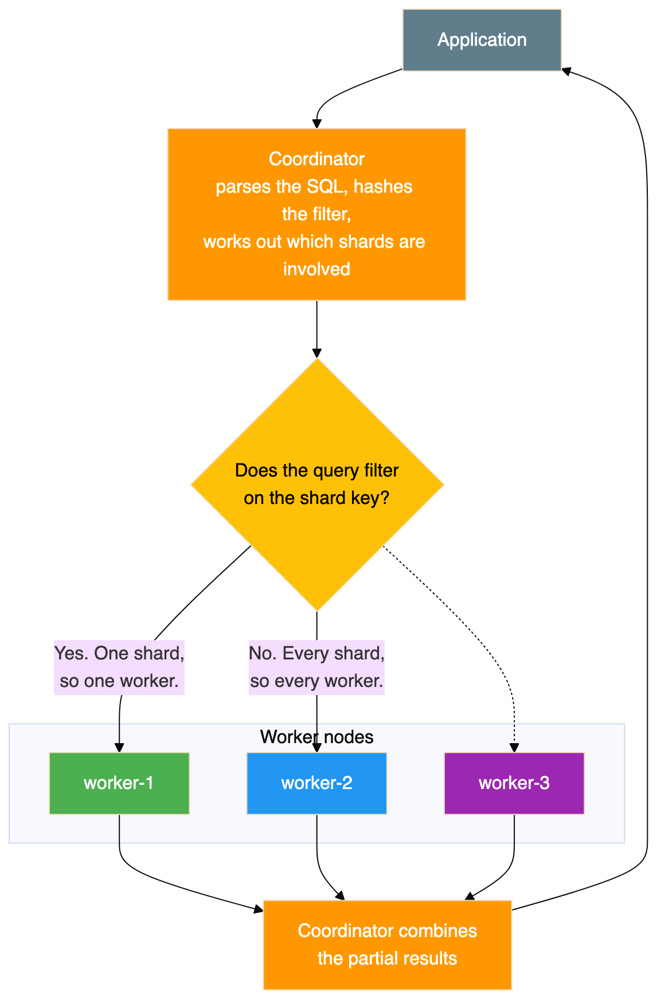 Application
Coordinator
parses the SQL, hashes
the filter,
works out which shards are
involved
Does the query filter
on the shard key?
Yes. One shard,
so one worker.
No. Every shard,
so every worker.
Worker nodes
worker-1
worker-2
worker-3
Coordinator combines
the partial results